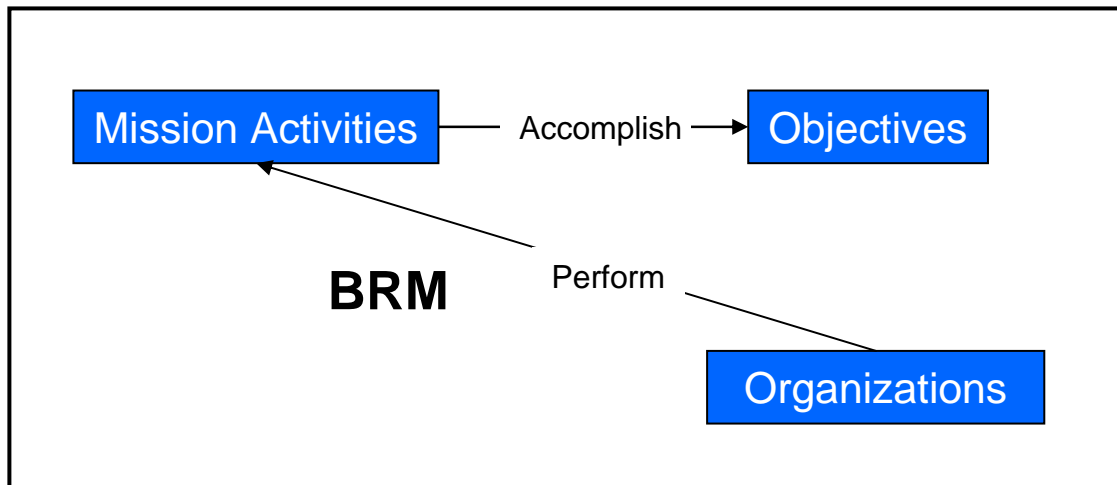 Mission Activities
Accomplish
Objectives
Perform
BRM
Organizations